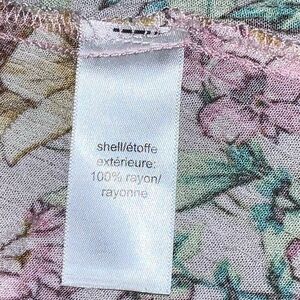 shell/étoffe
extérieure:
100% rayon/
rayonne